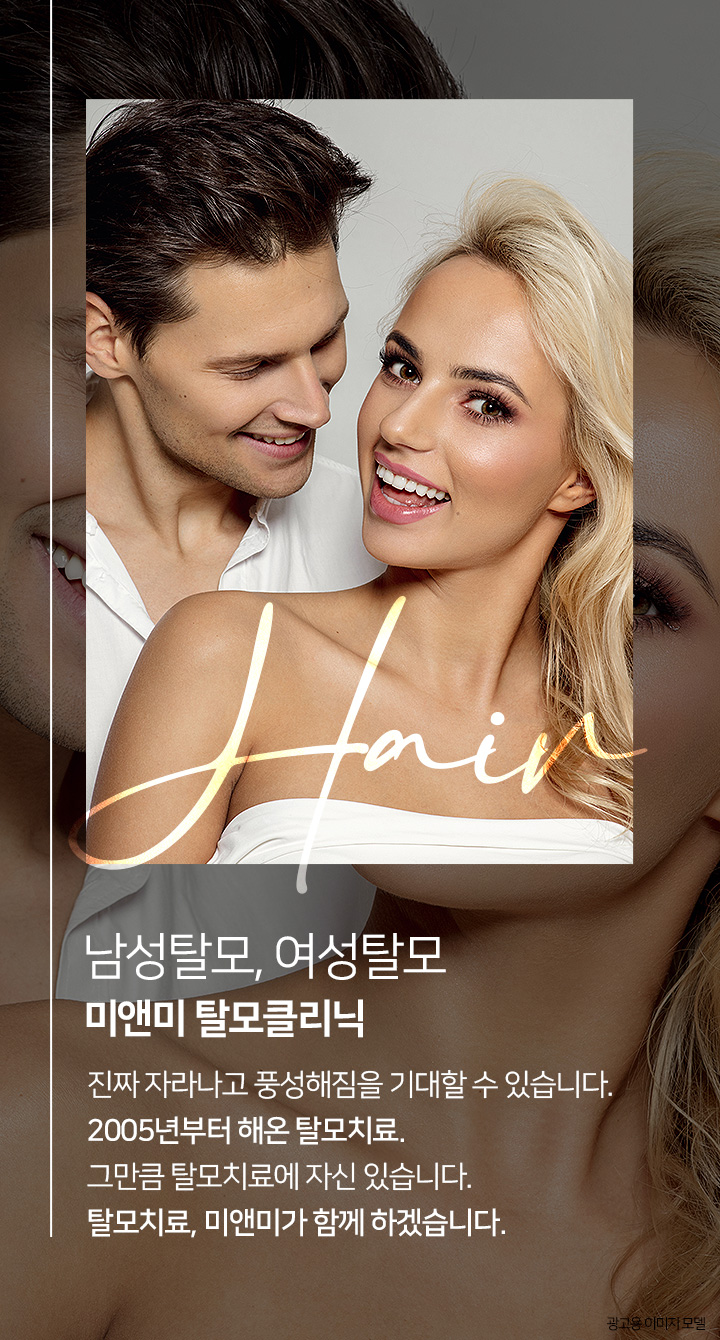 Hair
남성탈모, 여성탈모
미앤미 탈모클리닉
진짜 자라나고 풍성해짐을 기대할 수 있습니다.
2005년부터 해온 탈모치료.
그만큼 탈모치료에 자신 있습니다.
탈모치료, 미앤미가 함께 하겠습니다.
광고용 이미지 모델